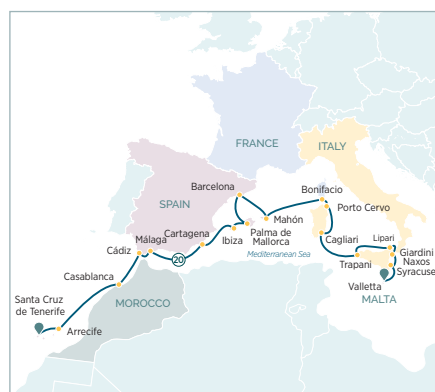 FRANCE
ITALY
Barcelona
Bonifacio
SPAIN
Porto Cervo
Mahón
Cartagena
Málaga
Cádiz
Ibiza
Palma de
Mallorca
Cagliari
Lipari
Giardini
Naxos
Mediterranean Sea
Trapani
Syracuse
20
Casablanca
Valletta
MALTA
Santa Cruz
de Tenerife
MOROCCO
Arrecife